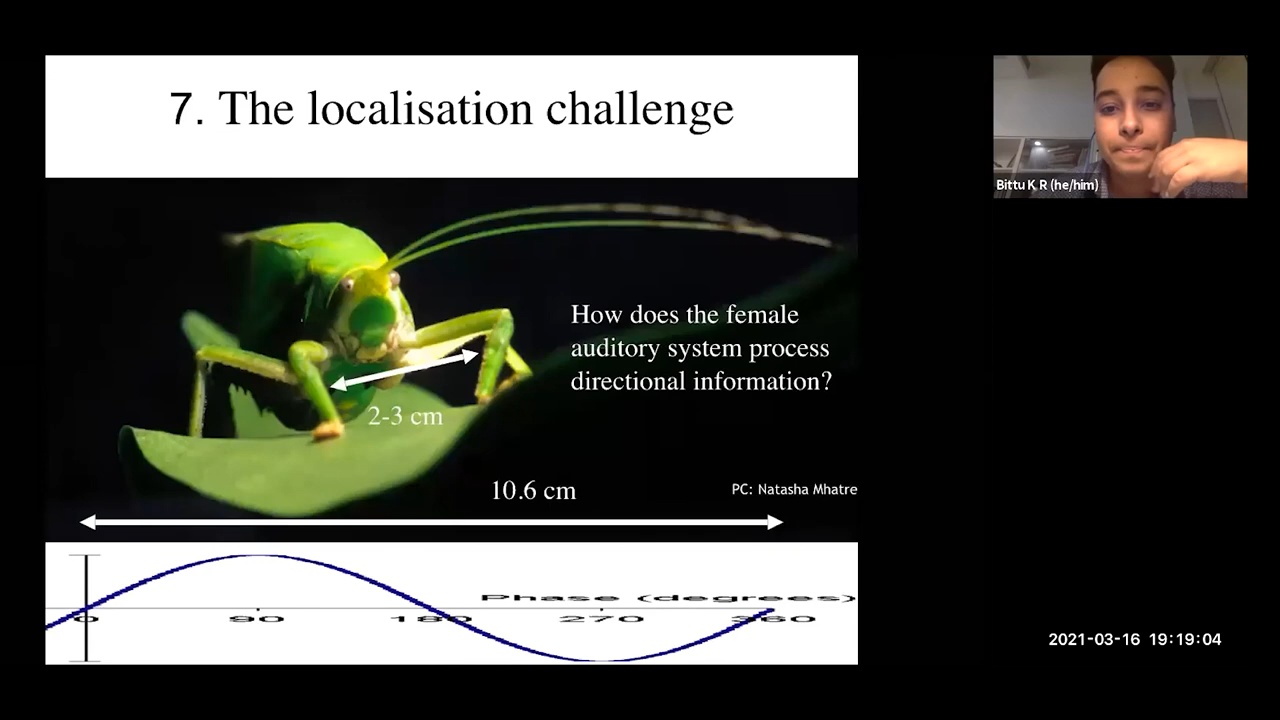 7. The localisation challenge
Bittu K R (he/him)
How does the female
auditory system process
directional information?
2-3 cm
10.6 cm
PC: Natasha Mhatre
Phase (degrees)
0 90 180 270 360
2021-03-16 19:19:04